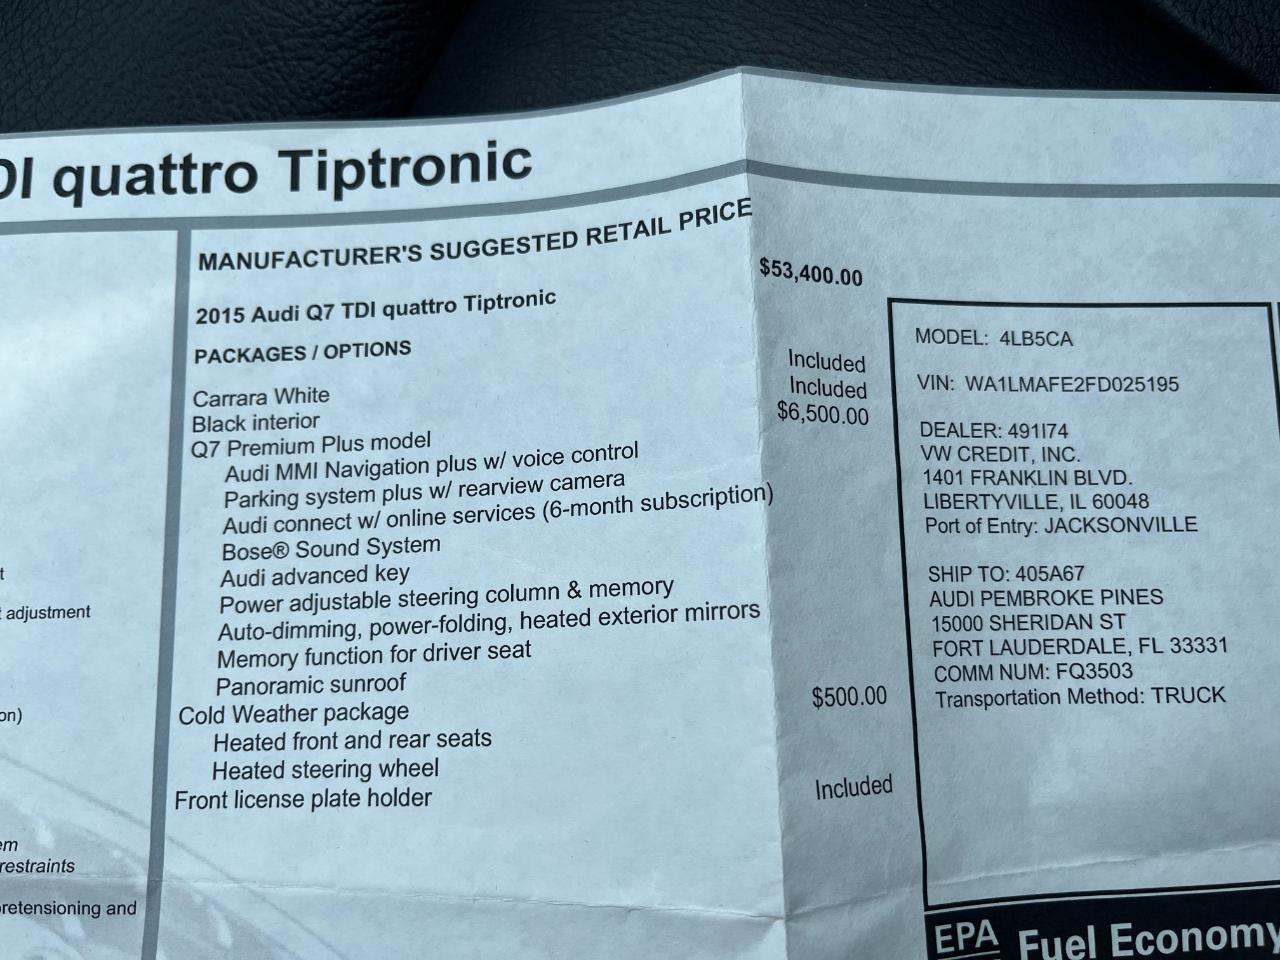 DI quattro Tiptronic
MANUFACTURER'S SUGGESTED RETAIL PRICE
$53,400.00
2015 Audi Q7 TDI quattro Tiptronic
PACKAGES / OPTIONS
Carrara White Included
Black interior Included
Q7 Premium Plus model $6,500.00
Audi MMI Navigation plus w/ voice control
Parking system plus w/ rearview camera
Audi connect w/ online services (6-month subscription)
Bose® Sound System
Audi advanced key
Power adjustable steering column & memory
Auto-dimming, power-folding, heated exterior mirrors
Memory function for driver seat
Panoramic sunroof
Cold Weather package $500.00
Heated front and rear seats
Heated steering wheel
Front license plate holder Included
adjustment
on)
restraints
pretensioning and
MODEL: 4LB5CA
VIN: WA1LMAFE2FD025195
DEALER: 491I74
VW CREDIT, INC.
1401 FRANKLIN BLVD.
LIBERTYVILLE, IL 60048
Port of Entry: JACKSONVILLE
SHIP TO: 405A67
AUDI PEMBROKE PINES
15000 SHERIDAN ST
FORT LAUDERDALE, FL 33331
COMM NUM: FQ3503
Transportation Method: TRUCK
EPA Fuel Economy